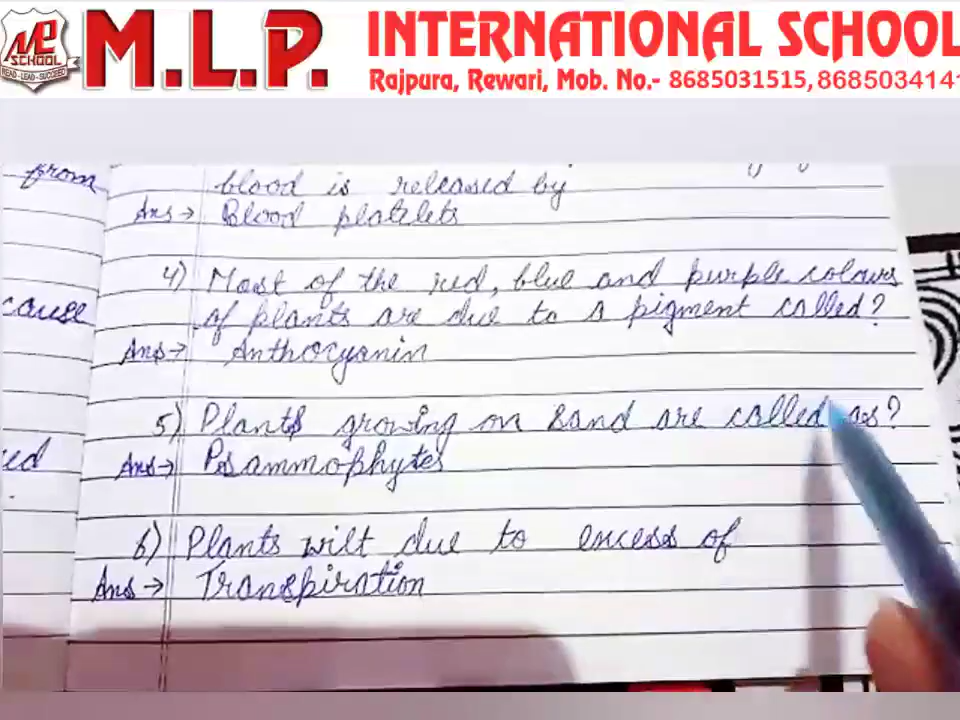 MLP
SCHOOL
READ - LEAD - SUCCEED
M.L.P.
INTERNATIONAL SCHOOL
Rajpura, Rewari, Mob. No.- 8685031515, 868503414
from
cause
ed
blood is released by
Ans → Blood platelets
4) Most of the red, blue and purple colours
of plants are due to a pigment called?
Ans → Anthocyanin
5) Plants growing on sand are called as?
Ans → Psammophytes
6) Plants wilt due to excess of
Ans → Transpiration